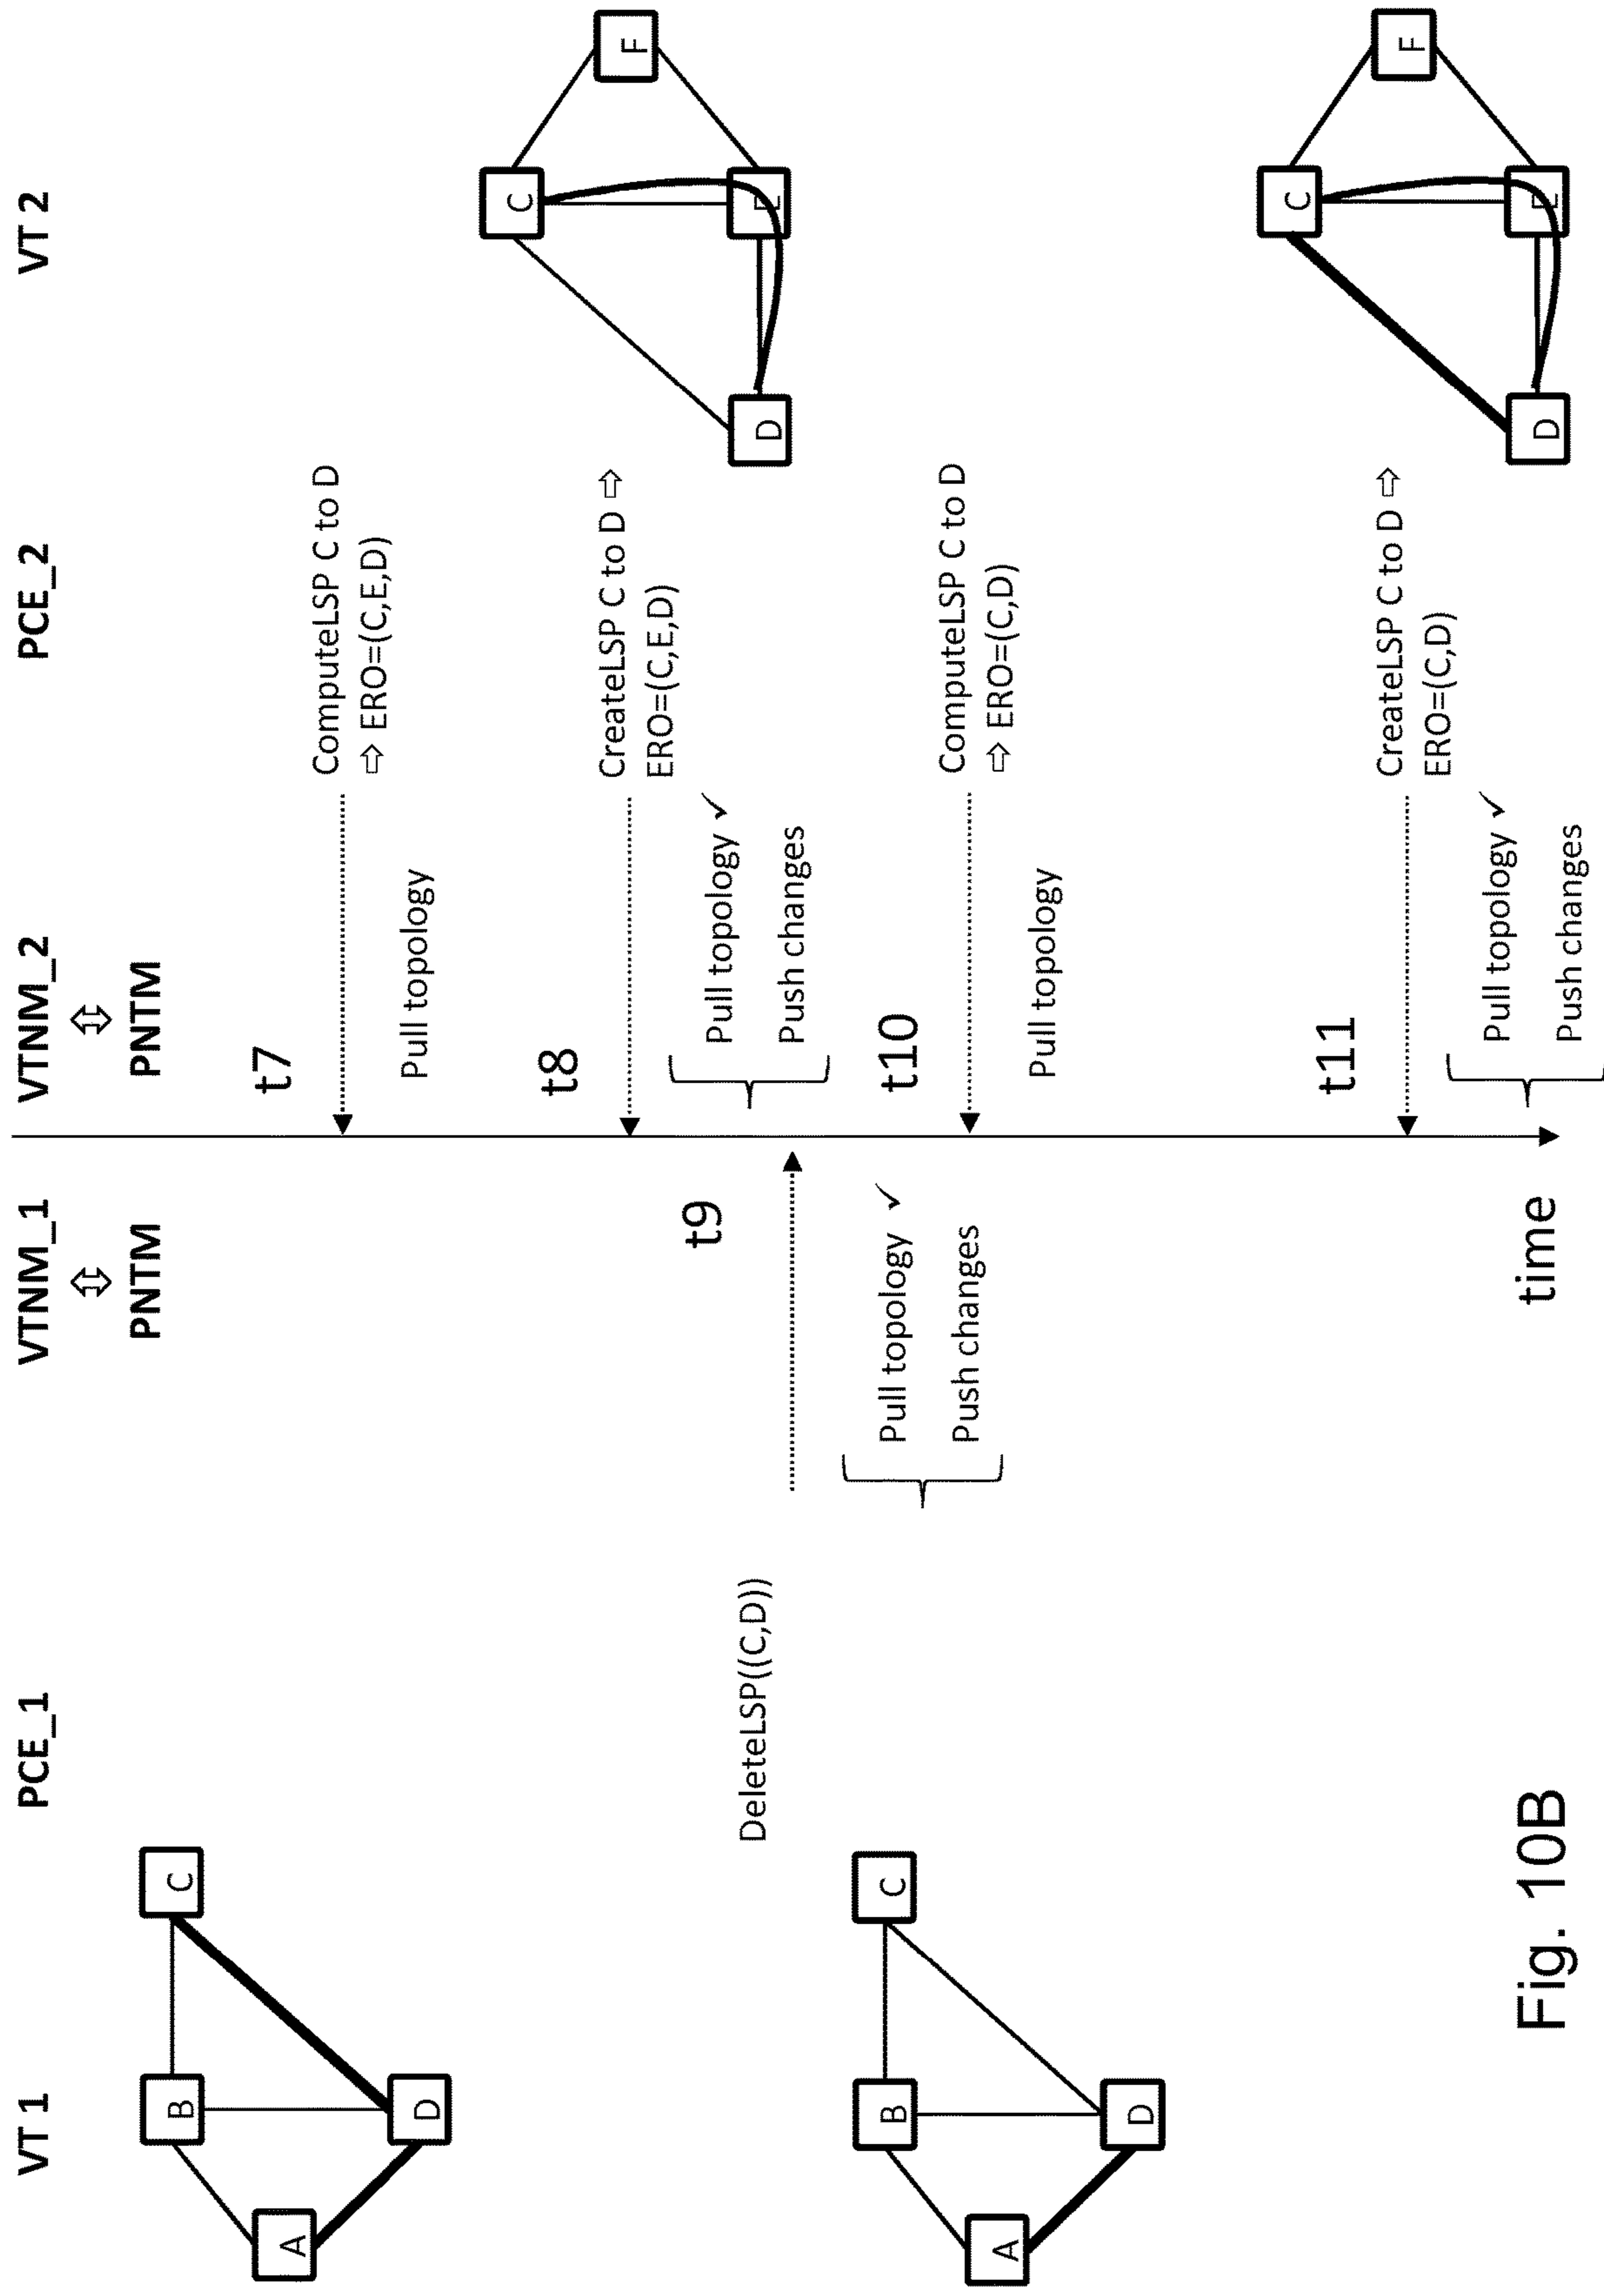 VT 1
PCE_1
VTNM_1
⇔
PNTM
VTNM_2
⇔
PNTM
PCE_2
VT 2
A
B
C
D
t7
ComputeLSP C to D
⇨ ERO=(C,E,D)
Pull topology
t8
CreateLSP C to D ⇨
ERO=(C,E,D)
Pull topology ✓
Push changes
C
D
E
F
DeleteLSP((C,D))
t9
Pull topology ✓
Push changes
A
B
C
D
t10
ComputeLSP C to D
⇨ ERO=(C,D)
Pull topology
t11
CreateLSP C to D ⇨
ERO=(C,D)
Pull topology ✓
Push changes
C
D
E
F
time
Fig. 10B